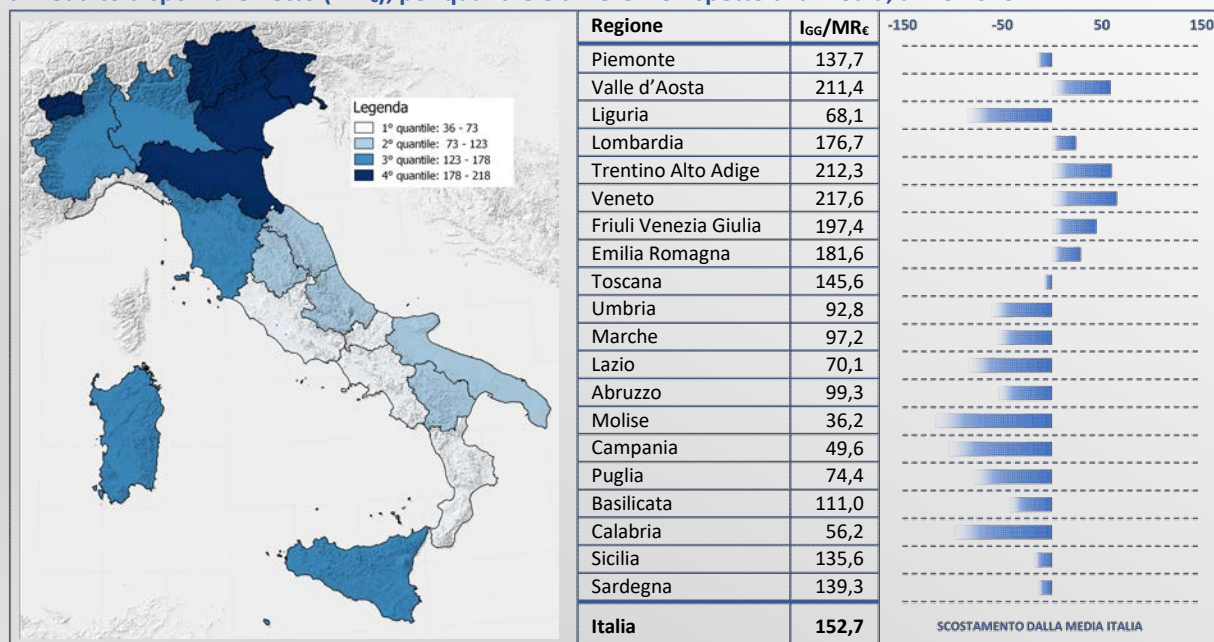 Regione IGG/MR€ -150 -50 50 150
Piemonte 137,7
Valle d’Aosta 211,4
Liguria 68,1
Lombardia 176,7
Trentino Alto Adige 212,3
Veneto 217,6
Friuli Venezia Giulia 197,4
Emilia Romagna 181,6
Toscana 145,6
Umbria 92,8
Marche 97,2
Lazio 70,1
Abruzzo 99,3
Molise 36,2
Campania 49,6
Puglia 74,4
Basilicata 111,0
Calabria 56,2
Sicilia 135,6
Sardegna 139,3
Italia 152,7 SCOSTAMENTO DALLA MEDIA ITALIA
Legenda
1° quantile: 36 - 73
2° quantile: 73 - 123
3° quantile: 123 - 178
4° quantile: 178 - 218